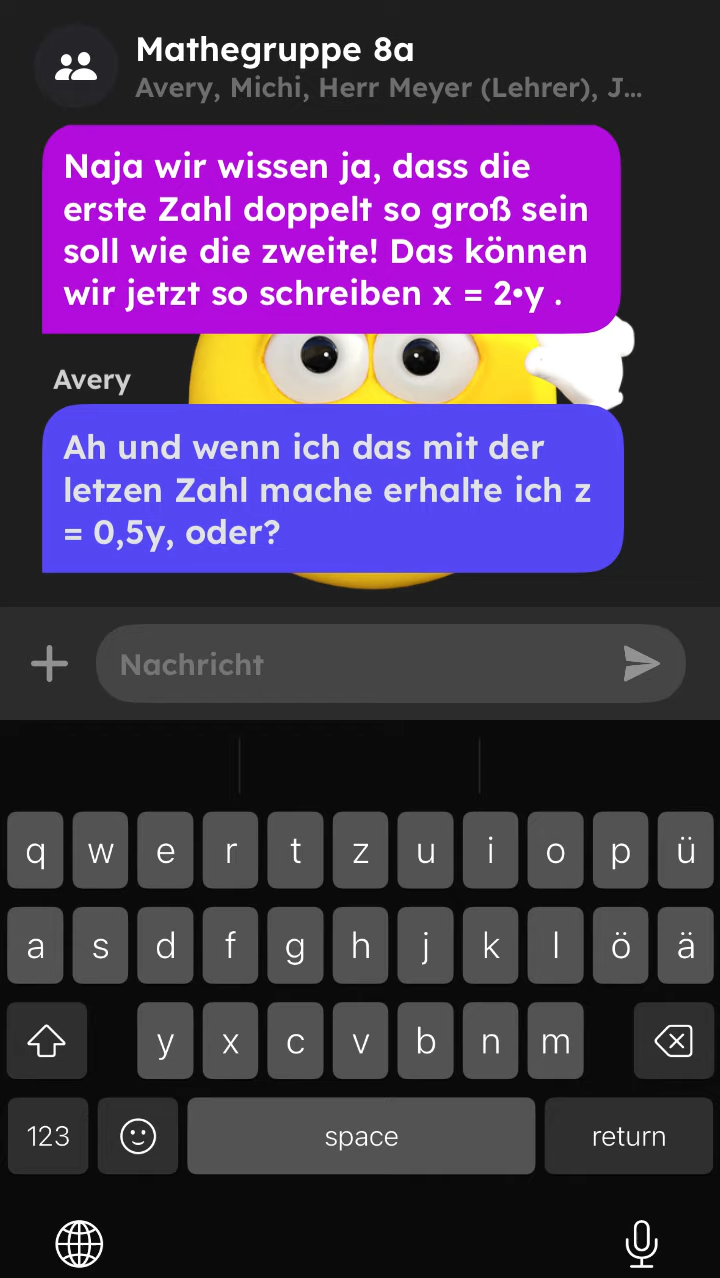 Mathegruppe 8a
Avery, Michi, Herr Meyer (Lehrer), J...
Naja wir wissen ja, dass die
erste Zahl doppelt so groß sein
soll wie die zweite! Das können
wir jetzt so schreiben x = 2•y .
Avery
Ah und wenn ich das mit der
letzen Zahl mache erhalte ich z
= 0,5y, oder?
Nachricht
q w e r t z u i o p ü
a s d f g h j k l ö ä
y x c v b n m
123 space return